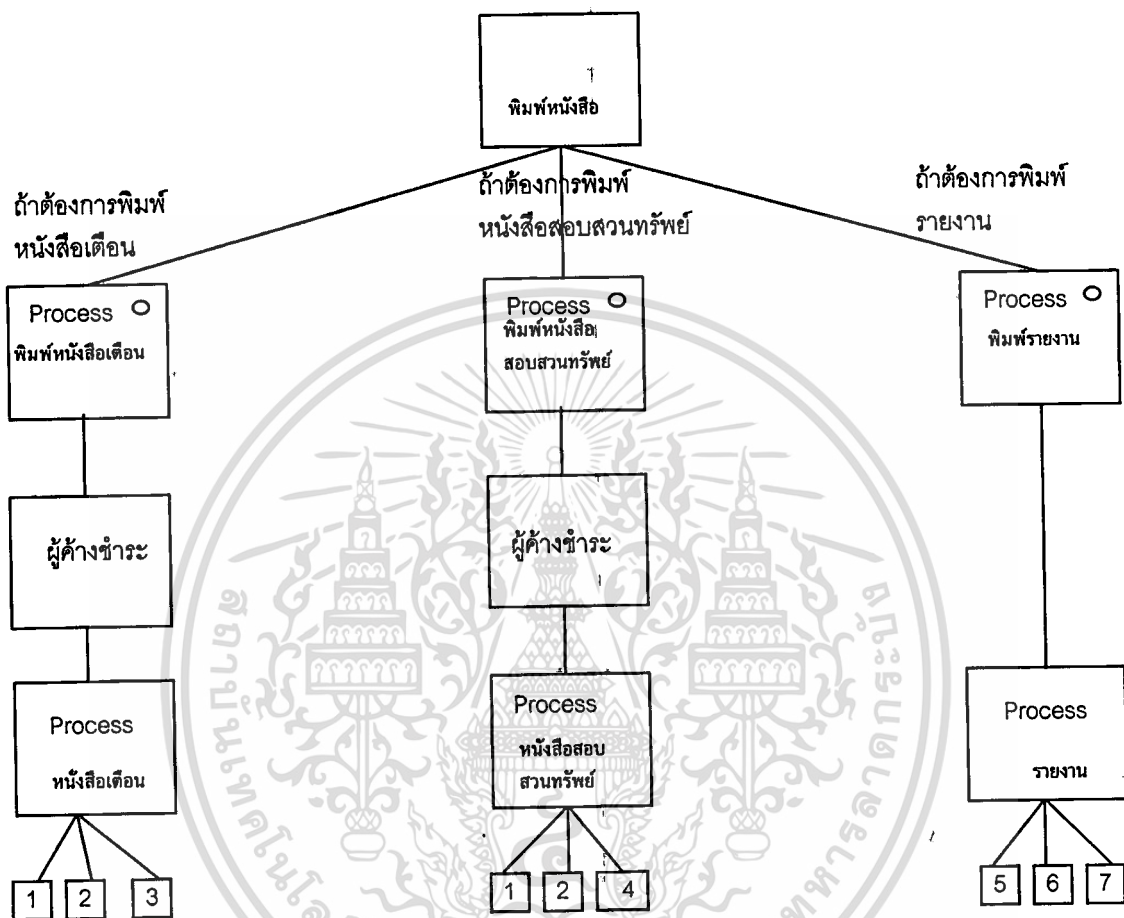 พิมพ์หนังสือ
ถ้าต้องการพิมพ์
หนังสือเตือน
ถ้าต้องการพิมพ์
หนังสือสอบสวนทรัพย์
ถ้าต้องการพิมพ์
รายงาน
Process
พิมพ์หนังสือเตือน
Process
พิมพ์หนังสือ
สอบสวนทรัพย์
Process
พิมพ์รายงาน
ผู้ค้างชำระ
ผู้ค้างชำระ
Process
หนังสือเตือน
Process
หนังสือสอบ
สวนทรัพย์
Process
รายงาน
1 2 3
1 2 4
5 6 7